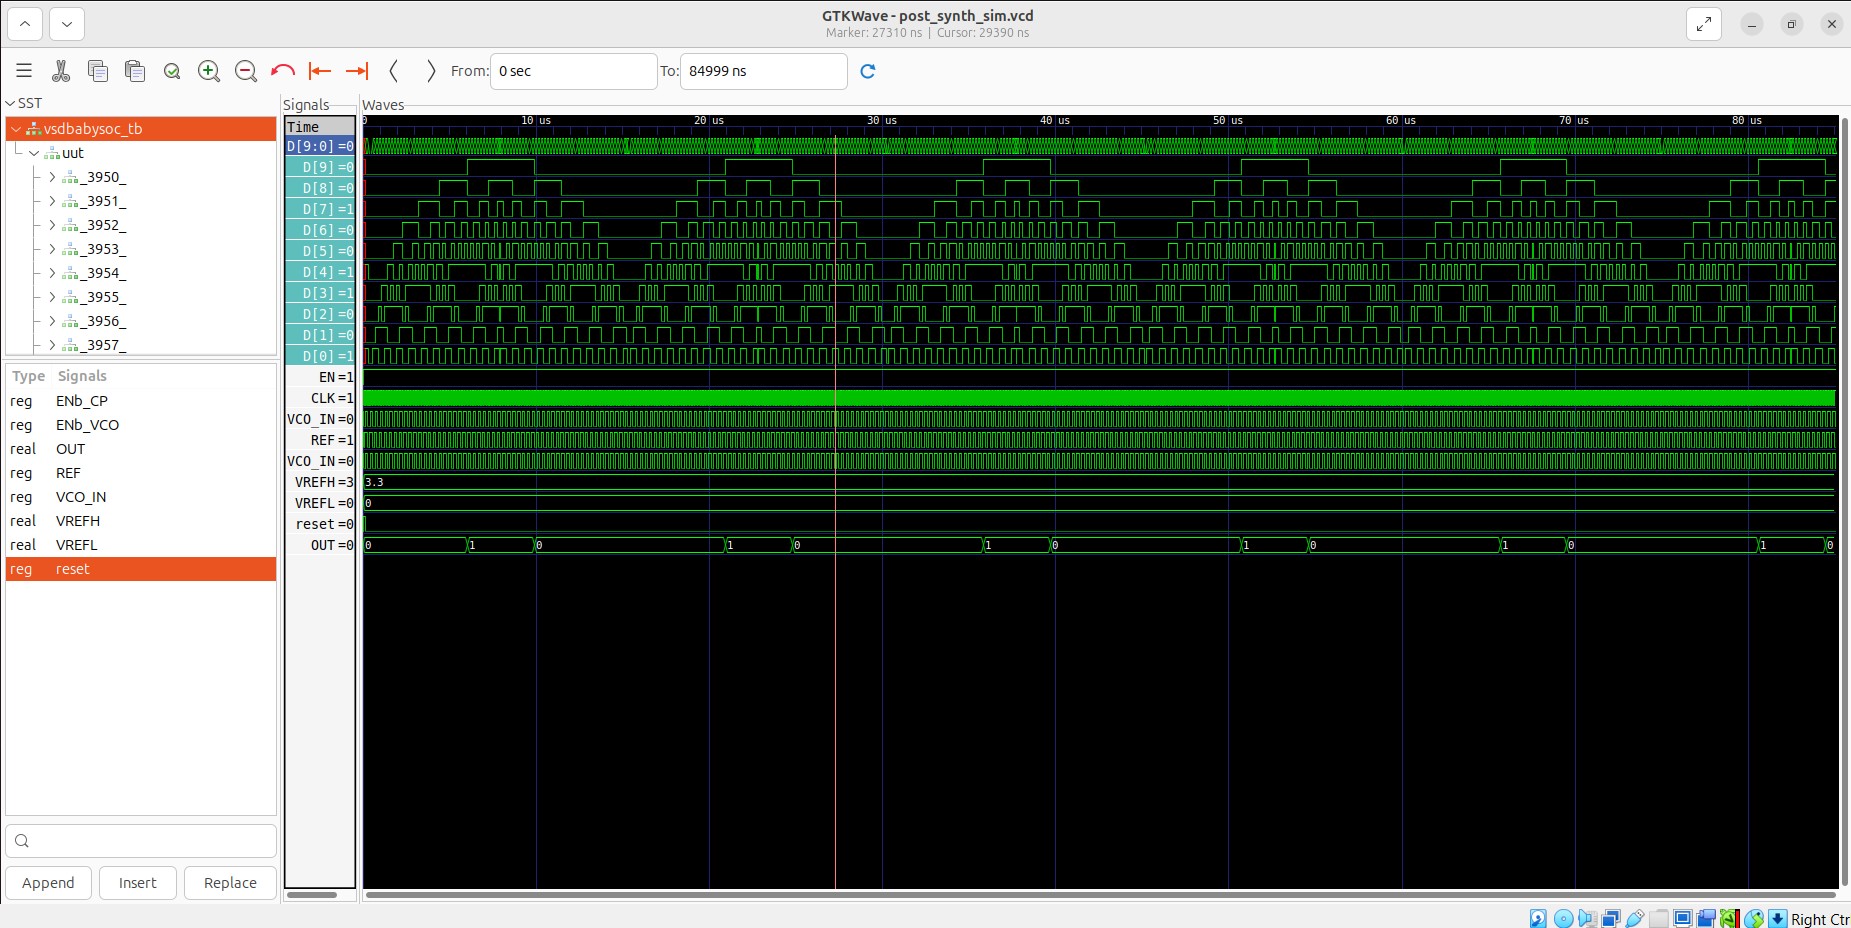 GTKWave - post_synth_sim.vcd
Marker: 27310 ns | Cursor: 29390 ns
From: 0 sec To: 84999 ns
SST
vsdbabysoc_tb
uut
_3950_
_3951_
_3952_
_3953_
_3954_
_3955_
_3956_
_3957_
Type Signals
reg ENb_CP
reg ENb_VCO
real OUT
reg REF
reg VCO_IN
real VREFH
real VREFL
reg reset
Append Insert Replace
Signals
Time
D[9:0] =0
D[9] =0
D[8] =0
D[7] =1
D[6] =0
D[5] =0
D[4] =1
D[3] =1
D[2] =0
D[1] =0
D[0] =1
EN =1
CLK =1
VCO_IN =0
REF =1
VCO_IN =0
VREFH =3
VREFL =0
reset =0
OUT =0
Waves
0 10 us 20 us 30 us 40 us 50 us 60 us 70 us 80 us
3.3
0
0 1 0 1 0 1 0 1 0 1 0 1 0
Right Ctr